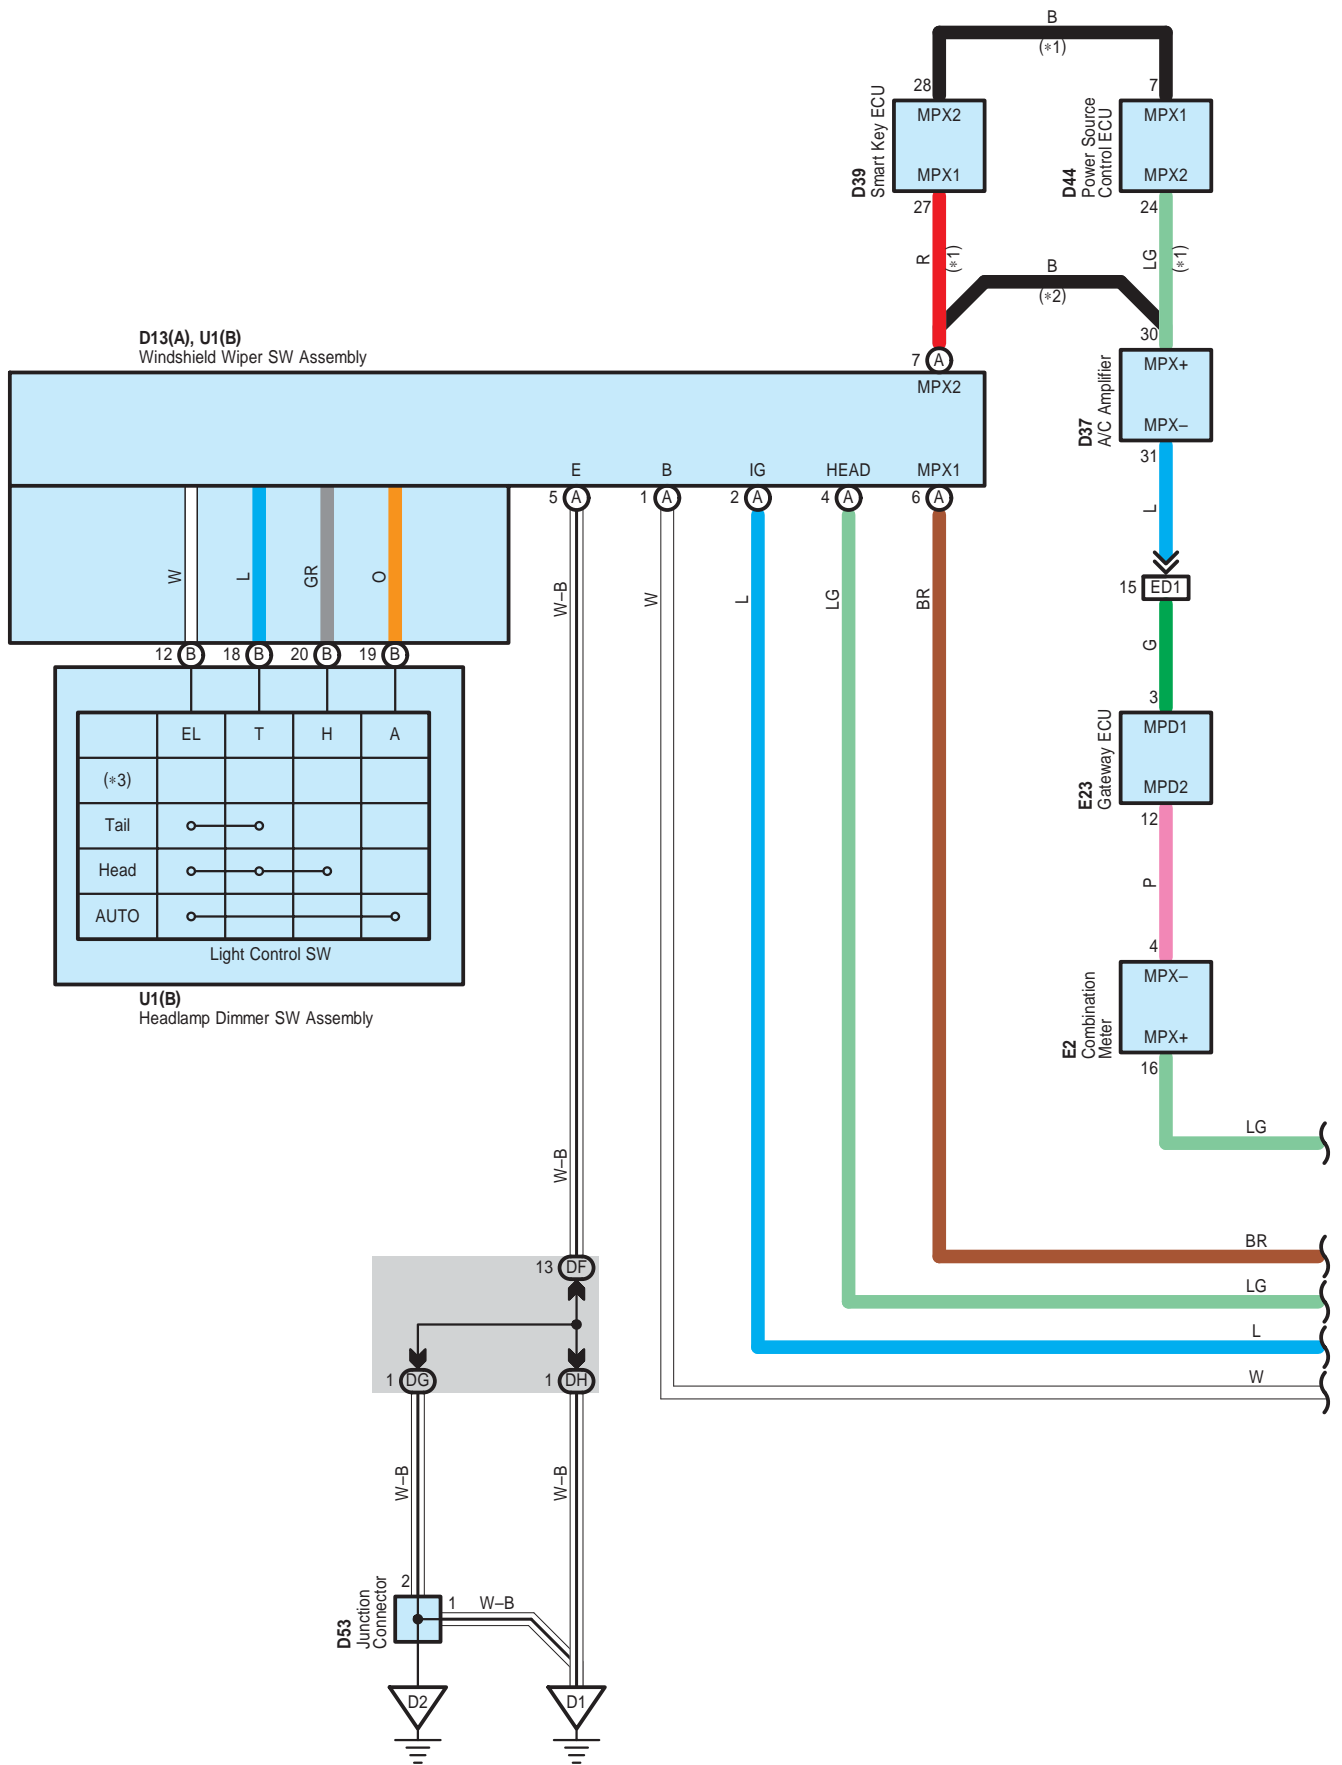 B
(*1)
28
7
MPX2
MPX1
MPX1
MPX2
D39
Smart Key ECU
D44
Power Source
Control ECU
27
24
R
(*1)
LG
(*1)
B
(*2)
D13(A), U1(B)
Windshield Wiper SW Assembly
7
A
30
MPX2
MPX+
MPX–
D37
A/C Amplifier
31
E
B
IG
HEAD
MPX1
5
A
1
A
2
A
4
A
6
A
L
W
L
GR
O
W–B
W
L
LG
BR
15
ED1
G
12
B
18
B
20
B
19
B
3
MPD1
MPD2
E23
Gateway ECU
12
EL
T
H
A
(*3)
Tail
Head
AUTO
Light Control SW
P
4
U1(B)
Headlamp Dimmer SW Assembly
MPX–
MPX+
E2
Combination
Meter
16
LG
W–B
BR
13
DF
LG
L
W
1
DG
1
DH
W–B
W–B
2
1
W–B
D53
Junction
Connector
D2
D1